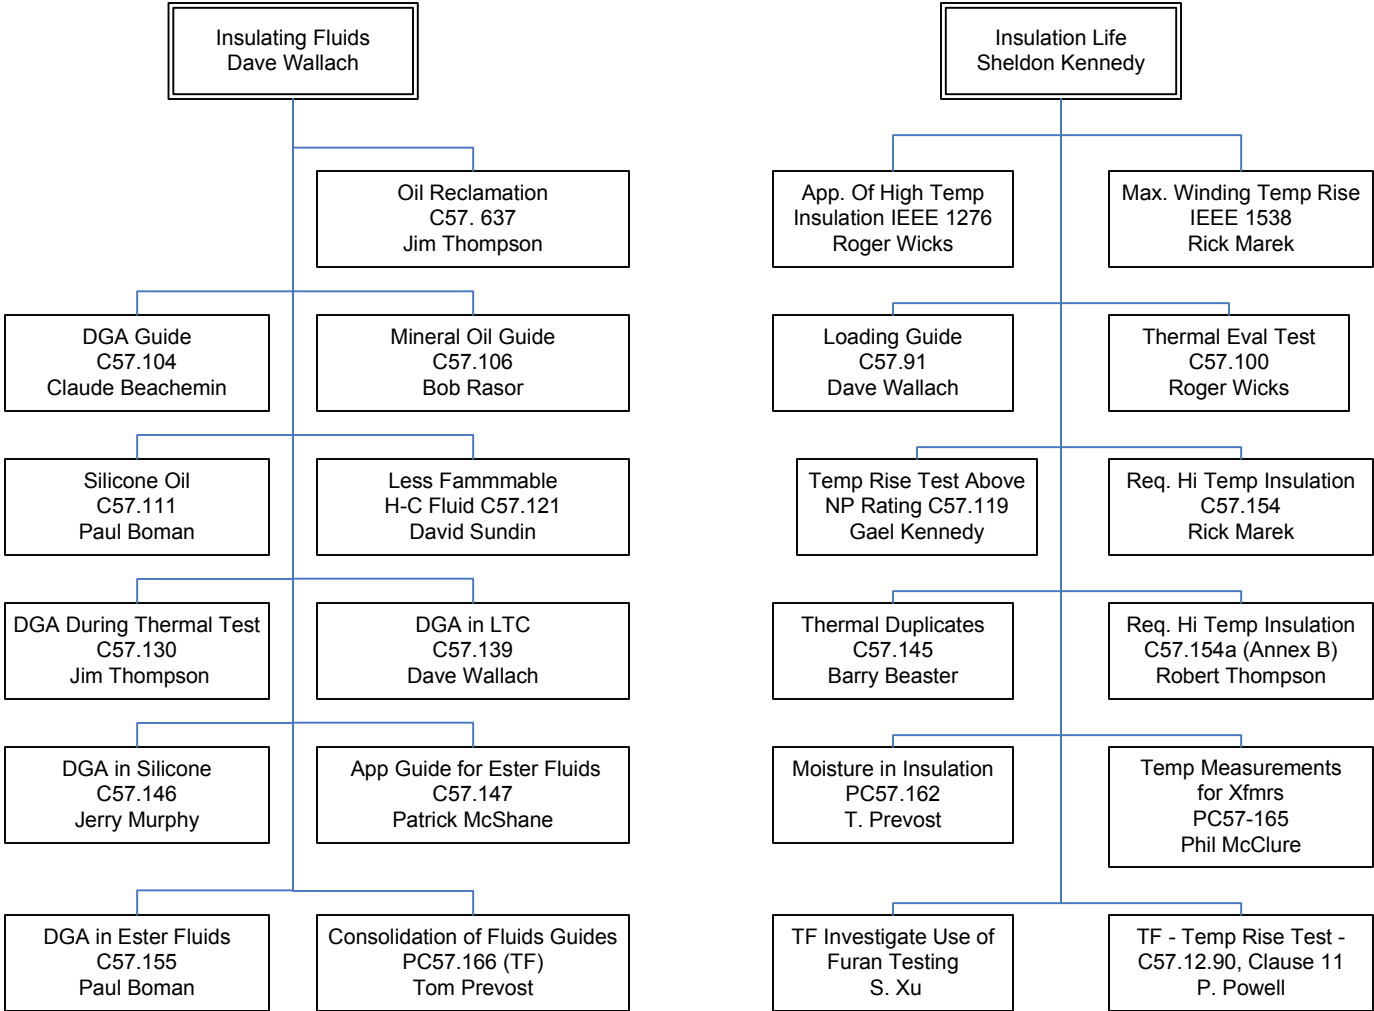 Insulating Fluids
Dave Wallach
Oil Reclamation
C57. 637
Jim Thompson
DGA Guide
C57.104
Claude Beachemin
Mineral Oil Guide
C57.106
Bob Rasor
Silicone Oil
C57.111
Paul Boman
Less Fammmable
H-C Fluid C57.121
David Sundin
DGA During Thermal Test
C57.130
Jim Thompson
DGA in LTC
C57.139
Dave Wallach
DGA in Silicone
C57.146
Jerry Murphy
App Guide for Ester Fluids
C57.147
Patrick McShane
DGA in Ester Fluids
C57.155
Paul Boman
Consolidation of Fluids Guides
PC57.166 (TF)
Tom Prevost
Insulation Life
Sheldon Kennedy
App. Of High Temp
Insulation IEEE 1276
Roger Wicks
Max. Winding Temp Rise
IEEE 1538
Rick Marek
Loading Guide
C57.91
Dave Wallach
Thermal Eval Test
C57.100
Roger Wicks
Temp Rise Test Above
NP Rating C57.119
Gael Kennedy
Req. Hi Temp Insulation
C57.154
Rick Marek
Thermal Duplicates
C57.145
Barry Beaster
Req. Hi Temp Insulation
C57.154a (Annex B)
Robert Thompson
Moisture in Insulation
PC57.162
T. Prevost
Temp Measurements
for Xfmrs
PC57-165
Phil McClure
TF Investigate Use of
Furan Testing
S. Xu
TF - Temp Rise Test -
C57.12.90, Clause 11
P. Powell